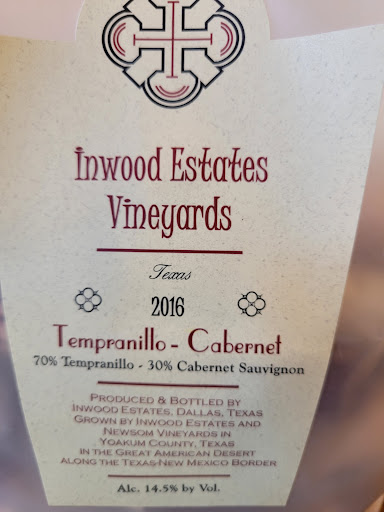 Inwood Estates
Vineyards
Texas
2016
Tempranillo - Cabernet
70% Tempranillo - 30% Cabernet Sauvignon
Produced & Bottled by
Inwood Estates, Dallas, Texas
Grown by Inwood Estates and
Newsom Vineyards in
Yoakum County, Texas
in the Great American Desert
along the Texas-New Mexico Border
Alc. 14.5% by Vol.